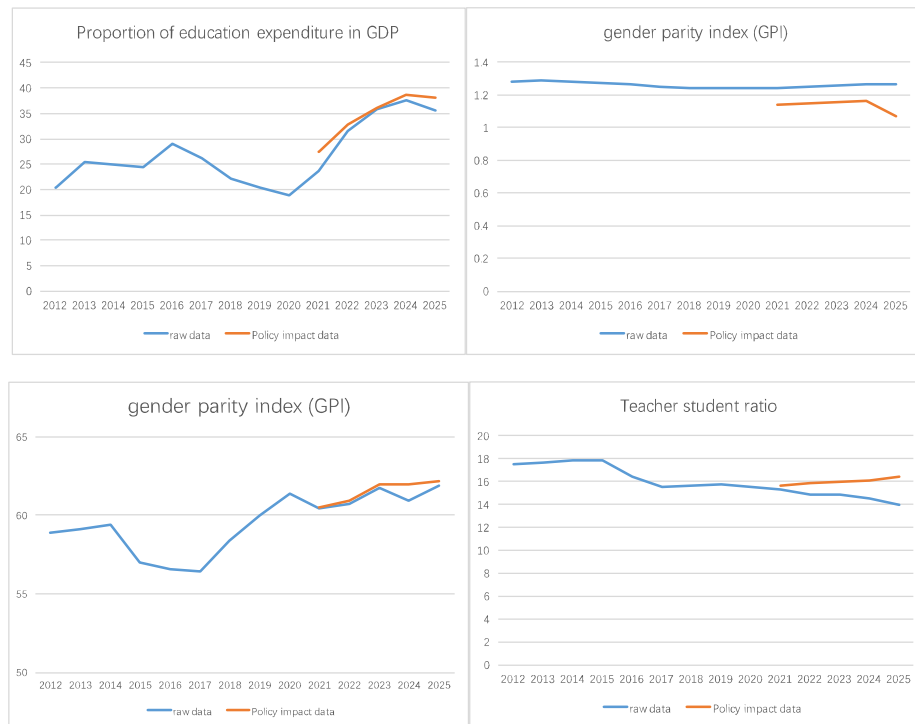 Proportion of education expenditure in GDP
45
40
35
30
25
20
15
10
5
0
2012 2013 2014 2015 2016 2017 2018 2019 2020 2021 2022 2023 2024 2025
raw data Policy impact data
gender parity index (GPI)
1.4
1.2
1
0.8
0.6
0.4
0.2
0
2012 2013 2014 2015 2016 2017 2018 2019 2020 2021 2022 2023 2024 2025
raw data Policy impact data
gender parity index (GPI)
65
60
55
50
2012 2013 2014 2015 2016 2017 2018 2019 2020 2021 2022 2023 2024 2025
raw data Policy impact data
Teacher student ratio
20
18
16
14
12
10
8
6
4
2
0
2012 2013 2014 2015 2016 2017 2018 2019 2020 2021 2022 2023 2024 2025
raw data Policy impact data